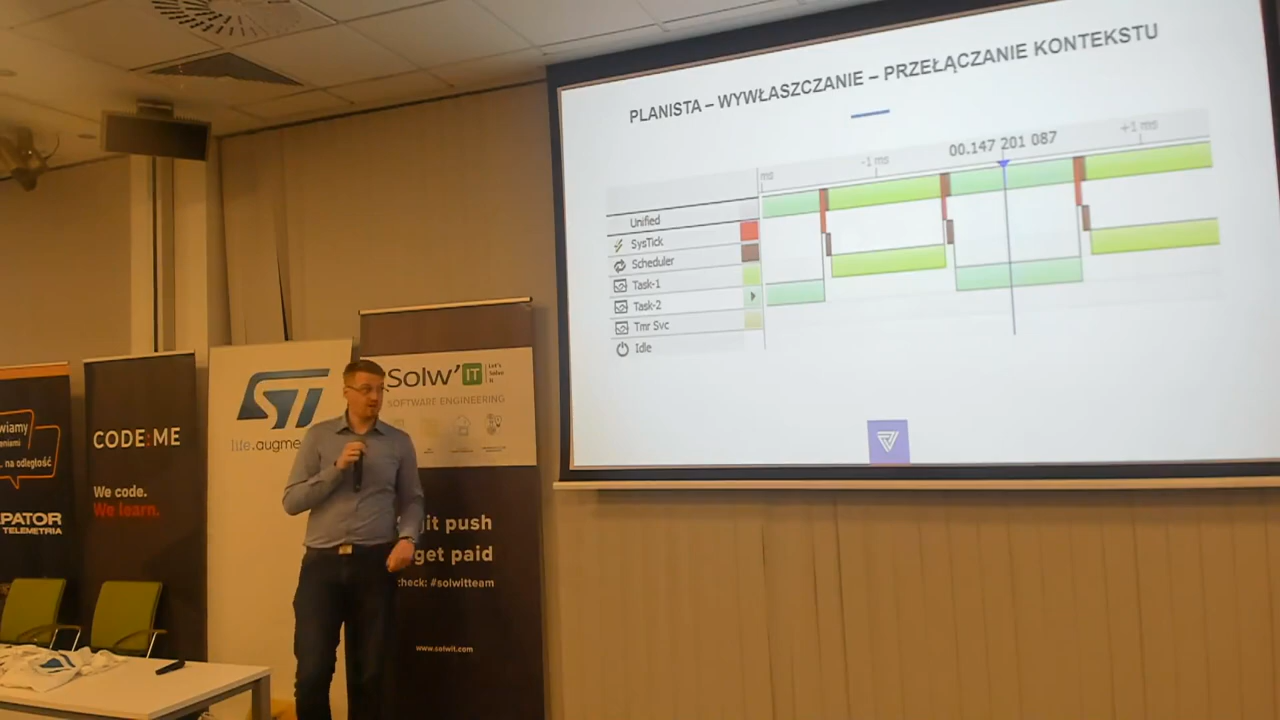 PLANISTA – WYWŁASZCZANIE – PRZEŁĄCZANIE KONTEKSTU
00.147 201 087
ms
-1 ms
+1 ms
Unified
SysTick
Scheduler
Task-1
Task-2
Tmr Svc
Idle
wiamy
eniami
na odległość
PATOR
TELEMETRIA
CODE:ME
We code.
We learn.
ST
life.augme
Solw'IT
Let's
Solve
It
SOFTWARE ENGINEERING
git push
get paid
check: #solwitteam
www.solwit.com